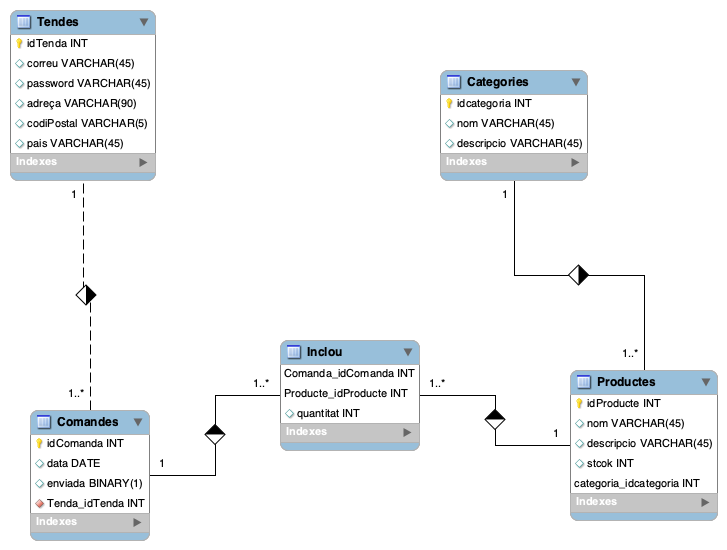 Tendes
idTenda INT
correu VARCHAR(45)
password VARCHAR(45)
adreça VARCHAR(90)
codiPostal VARCHAR(5)
pais VARCHAR(45)
Indexes
Categories
idcategoria INT
nom VARCHAR(45)
descripcio VARCHAR(45)
Indexes
1
1
1..*
1..*
Inclou
Comanda_idComanda INT
Producte_idProducte INT
quantitat INT
Indexes
1..*
1..*
1
1
Comandes
idComanda INT
data DATE
enviada BINARY(1)
Tenda_idTenda INT
Indexes
Productes
idProducte INT
nom VARCHAR(45)
descripcio VARCHAR(45)
stcok INT
categoria_idcategoria INT
Indexes